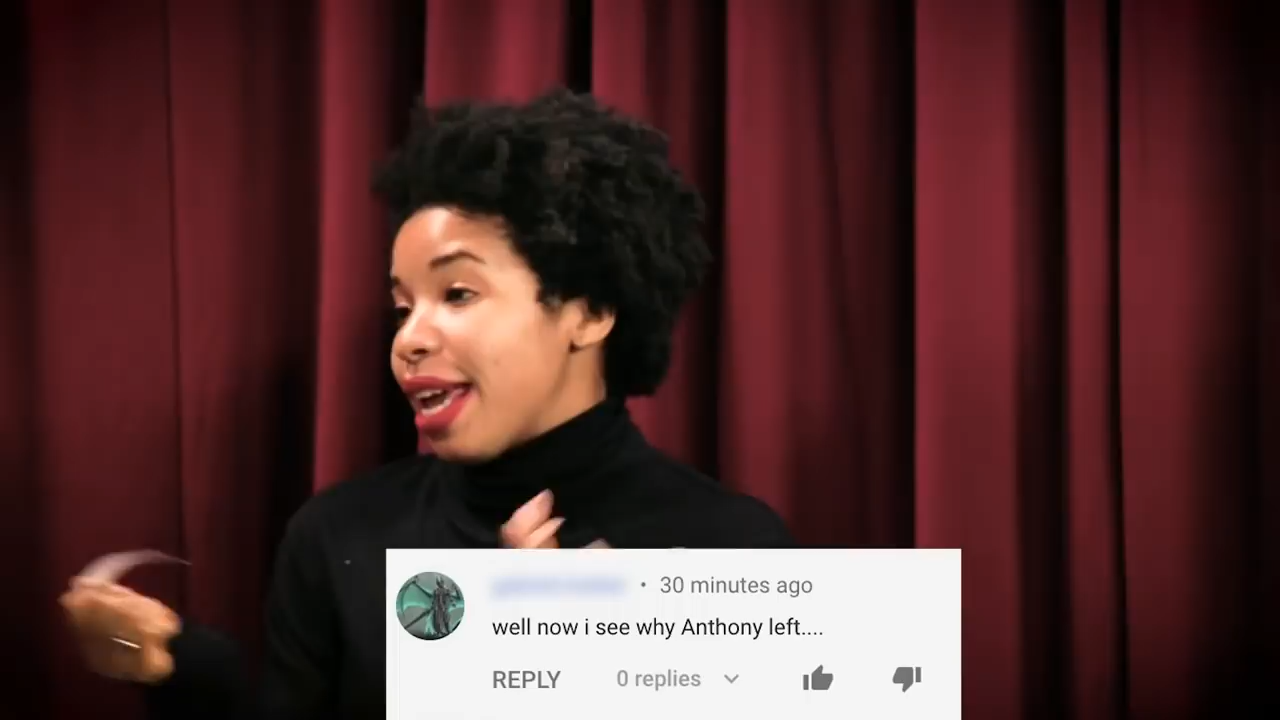 • 30 minutes ago
well now i see why Anthony left....
REPLY 0 replies